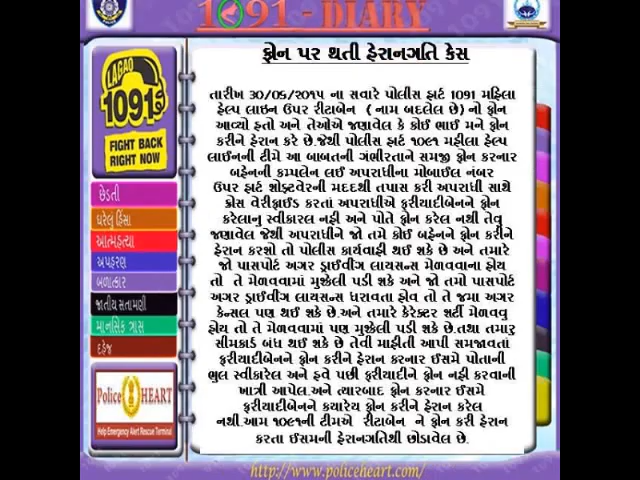 1091 - DIARY
ફોન પર થતી હેરાનગતિ કેસ
LAGAO
1091
FIGHT BACK
RIGHT NOW
છેડતી
ઘરેલુ હિંસા
આત્મહત્યા
અપહરણ
બળાત્કાર
જાતીય સતામણી
માનસિક ત્રાસ
દહેજ
Police HEART
Help Emergency Alert Rescue Terminal
તારીખ ૩૦/૦૬/૨૦૧૫ ના સવારે પોલીસ હાર્ટ 1091 મહિલા
હેલ્પ લાઇન ઉપર રીટાબેન ( નામ બદલેલ છે) નો ફોન
આવ્યો હતો અને તેઓએ જણાવેલ કે કોઈ ભાઈ મને ફોન
કરીને હેરાન કરે છે.જેથી પોલીસ હાર્ટ ૧૦૯૧ મહીલા હેલ્પ
લાઈનની ટીમે આ બાબતની ગંભીરતાને સમજી ફોન કરનાર
બહેનની કમ્પલેન લઈ અપરાધીના મોબાઈલ નંબર
ઉપર હાર્ટ શોફ્ટવેરની મદદથી તપાસ કરી અપરાધી સાથે
ક્રોસ વેરીફાઈડ કરતાં અપરાધીએ ફરીયાદીબેનને ફોન
કરેલાનુ સ્વીકારલ નહી અને પોતે ફોન કરેલ નથી તેવુ
જણાવેલ જેથી અપરાધીને જો તમે કોઈ બહેનને ફોન કરીને
હેરાન કરશો તો પોલીસ કાર્યવાહી થઈ શકે છે અને તમારે
જો પાસપોર્ટ અગર ડ્રાઈવીંગ લાયસન્સ મેળવવાના હોય
તો તે મેળવવામાં મુશ્કેલી પડી શકે અને જો તમો પાસપોર્ટ
અગર ડ્રાઈવીંગ લાયસન્સ ધરાવતા હોવ તો તે જમા અગર
કેન્સલ પણ થઈ શકે છે.અને તમારે કેરેક્ટર શર્ટી મેળવવુ
હોય તો તે મેળવવામાં પણ મુશ્કેલી પડી શકે છે.તથા તમારુ
સીમકાર્ડ બંધ થઈ શકે છે તેવી માહીતી આપી સમજાવતાં
ફરીયાદીબેનને ફોન કરીને હેરાન કરનાર ઈસમે પોતાની
ભુલ સ્વીકારેલ અને હવે પછી ફરીયાદીને ફોન નહી કરવાની
ખાત્રી આપેલ.અને ત્યારબાદ ફોન કરનાર ઈસમે
ફરીયાદીબેનને ક્યારેય ફોન કરીને હેરાન કરેલ
નથી.આમ ૧૦૯૧ની ટીમએ રીટાબેન ને ફોન કરી હેરાન
કરતા ઈસમની હેરાનગતિથી છોડાવેલ છે.
http://www.policeheart.com/